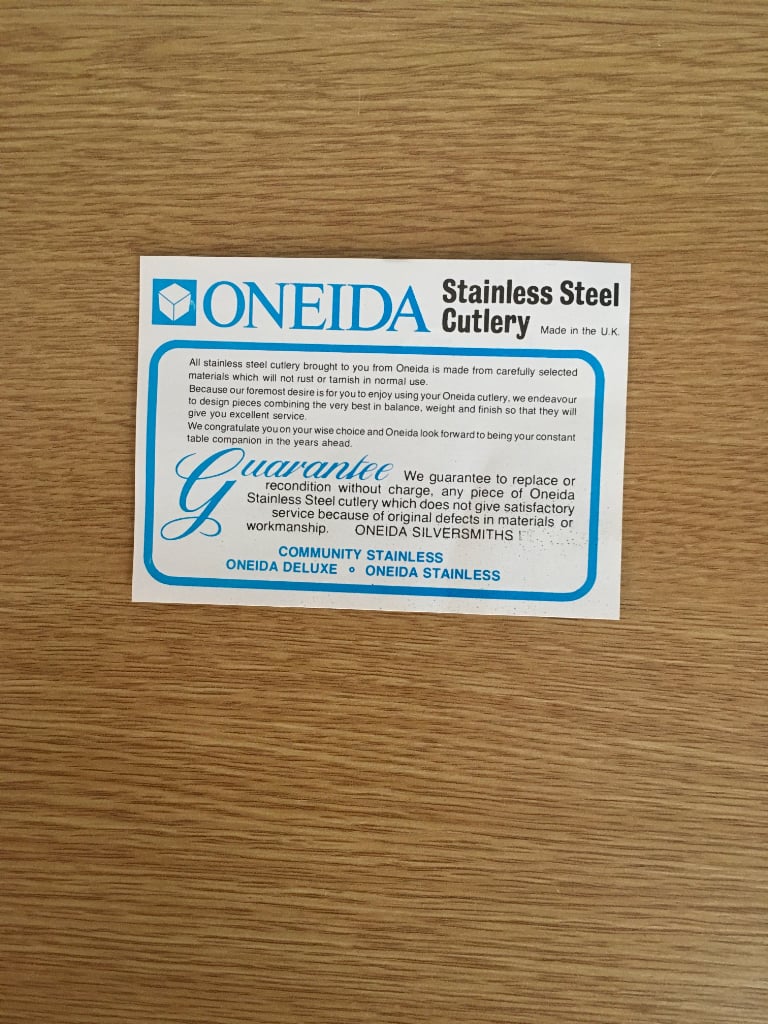 ONEIDA Stainless Steel
Cutlery Made in the U.K.
All stainless steel cutlery brought to you from Oneida is made from carefully selected
materials which will not rust or tarnish in normal use.
Because our foremost desire is for you to enjoy using your Oneida cutlery, we endeavour
to design pieces combining the very best in balance, weight and finish so that they will
give you excellent service.
We congratulate you on your wise choice and Oneida look forward to being your constant
table companion in the years ahead.
Guarantee We guarantee to replace or
recondition without charge, any piece of Oneida
Stainless Steel cutlery which does not give satisfactory
service because of original defects in materials or
workmanship. ONEIDA SILVERSMITHS
COMMUNITY STAINLESS
ONEIDA DELUXE ∘ ONEIDA STAINLESS